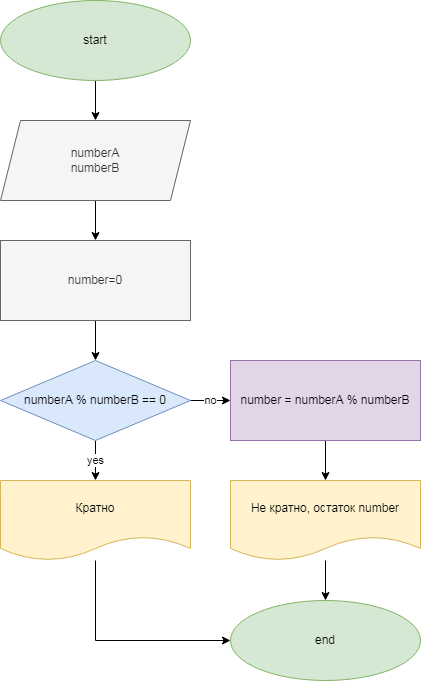 start
numberA
numberB
number=0
numberA % numberB == 0
no
number = numberA % numberB
yes
Кратно
Не кратно, остаток number
end